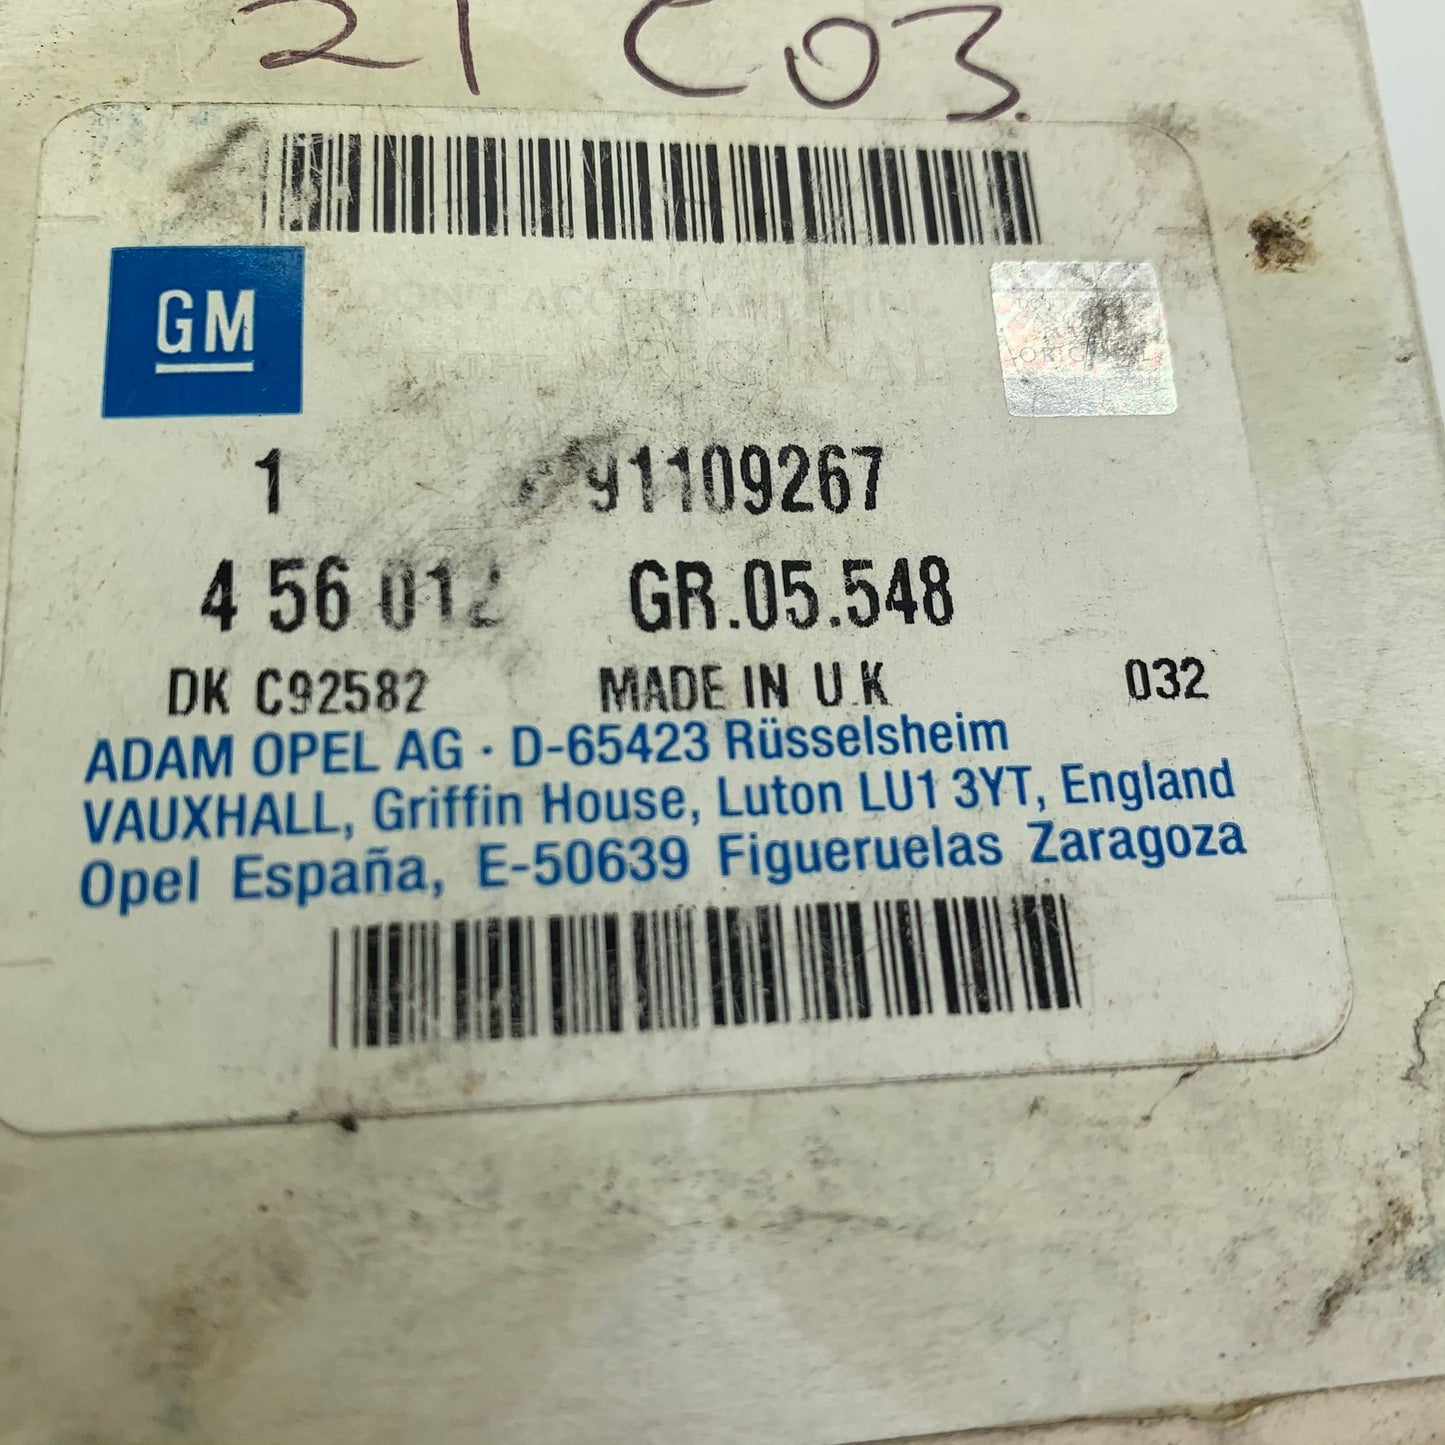 21 C03.
GM
ORIGINAL
1 91109267
4 56 012 GR.05.548
DK C92582 MADE IN U.K 032
ADAM OPEL AG · D-65423 Rüsselsheim
VAUXHALL, Griffin House, Luton LU1 3YT, England
Opel España, E-50639 Figueruelas Zaragoza